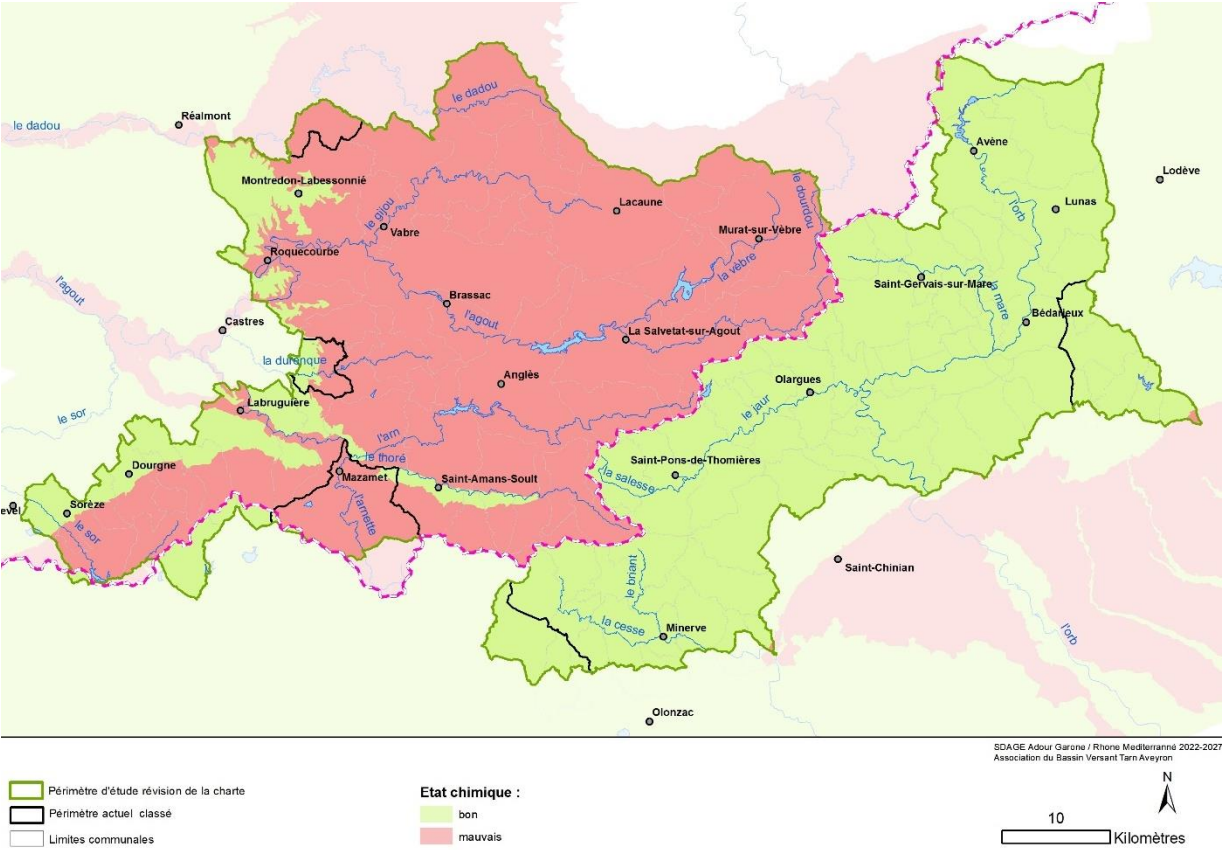 le dadou
Réalmont
le dadou
Avène
Lodève
Montredon-Labessonnié
Lacaune
le dourdou
l'orb
Lunas
le gijou
Vabre
Murat-sur-Vèbre
Roquecourbe
la vèbre
Saint-Gervais-sur-Mare
la mare
l'agout
Brassac
Bédarieux
Castres
l'agout
La Salvetat-sur-Agout
la durenque
Anglès
Olargues
Labruguière
le jaur
le sor
l'arn
le thoré
Saint-Pons-de-Thomières
Mazamet
Saint-Amans-Soult
la salesse
Dourgne
l'arnette
evel
Sorèze
le sor
Saint-Chinian
le briant
la cesse
Minerve
l'orb
Olonzac
SDAGE Adour Garone / Rhone Mediterranné 2022-2027
Association du Bassin Versant Tarn Aveyron
Périmètre d'étude révision de la charte
Périmètre actuel classé
Limites communales
Etat chimique :
bon
mauvais
N
10
Kilomètres